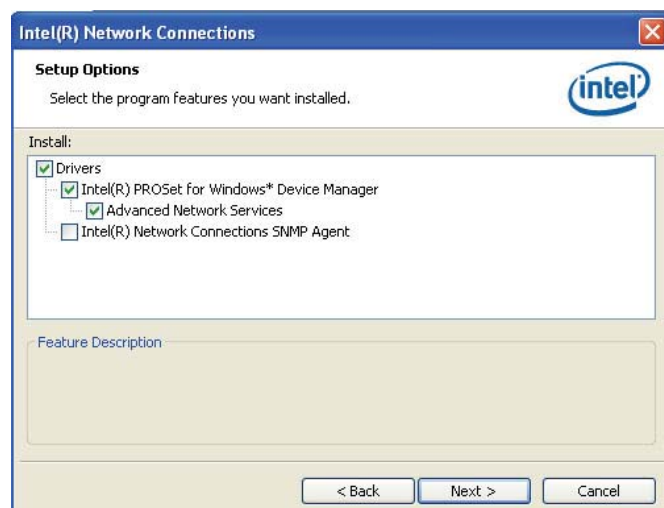 Intel(R) Network Connections
Setup Options
Select the program features you want installed.
intel
Install:
Drivers
Intel(R) PROSet for Windows* Device Manager
Advanced Network Services
Intel(R) Network Connections SNMP Agent
Feature Description
< Back
Next >
Cancel